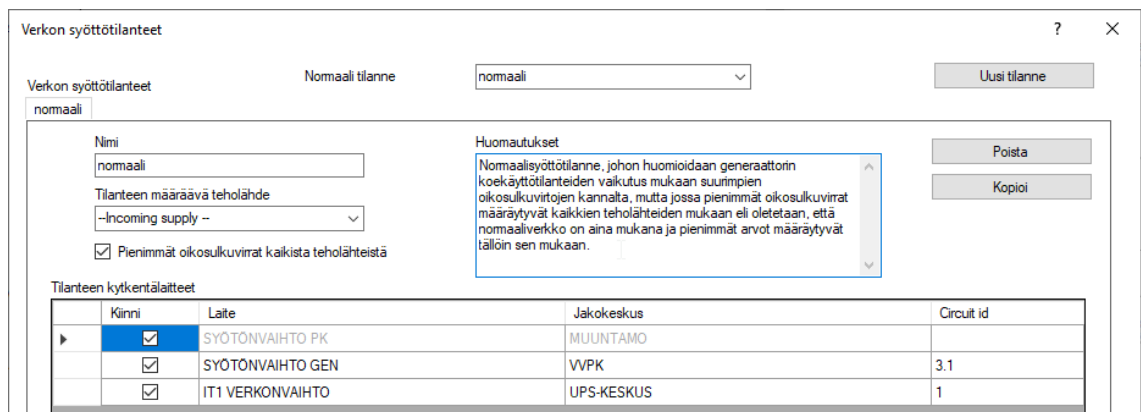 Verkon syöttötilanteet ? ×
Normaali tilanne normaali Uusi tilanne
Verkon syöttötilanteet
normaali
Nimi
normaali
Tilanteen määräävä teholähde
--Incoming supply --
Pienimmät oikosulkuvirrat kaikista teholähteistä
Huomautukset
Normaalisyöttötilanne, johon huomioidaan generaattorin
koekäyttötilanteiden vaikutus mukaan suurimpien
oikosulkuvirtojen kannalta, mutta jossa pienimmät oikosulkuvirrat
määräytyvät kaikkien teholähteiden mukaan eli oletetaan, että
normaaliverkko on aina mukana ja pienimmät arvot määräytyvät
tällöin sen mukaan.
Poista
Kopioi
Tilanteen kytkentälaitteet
Kiinni Laite Jakokeskus Circuit id
SYÖTÖNVAIHTO PK MUUNTAMO
SYÖTÖNVAIHTO GEN VVPK 3.1
IT1 VERKONVAIHTO UPS-KESKUS 1